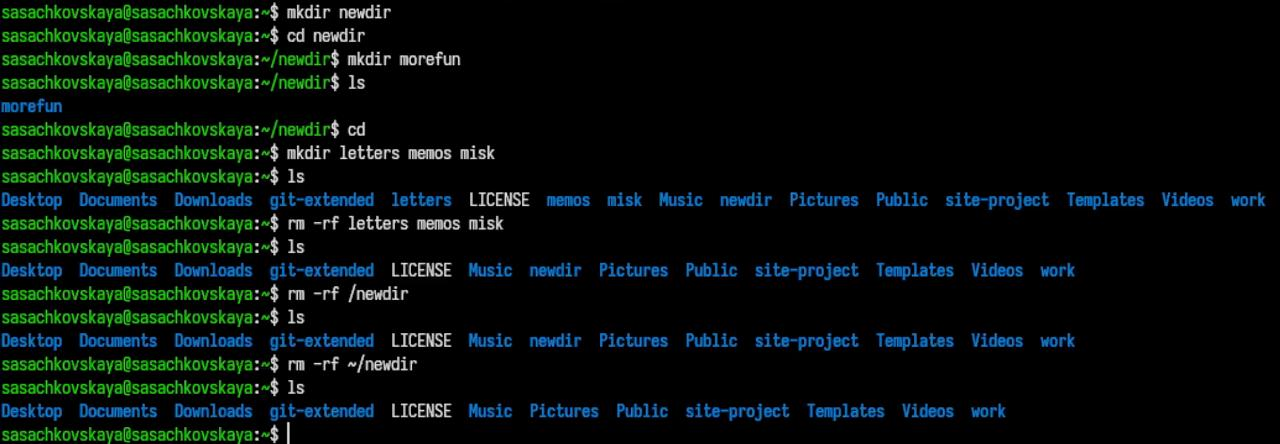 sasachkovskaya@sasachkovskaya:~$ mkdir newdir
sasachkovskaya@sasachkovskaya:~$ cd newdir
sasachkovskaya@sasachkovskaya:~/newdir$ mkdir morefun
sasachkovskaya@sasachkovskaya:~/newdir$ ls
morefun
sasachkovskaya@sasachkovskaya:~/newdir$ cd
sasachkovskaya@sasachkovskaya:~$ mkdir letters memos misk
sasachkovskaya@sasachkovskaya:~$ ls
Desktop Documents Downloads git-extended letters LICENSE memos misk Music newdir Pictures Public site-project Templates Videos work
sasachkovskaya@sasachkovskaya:~$ rm -rf letters memos misk
sasachkovskaya@sasachkovskaya:~$ ls
Desktop Documents Downloads git-extended LICENSE Music newdir Pictures Public site-project Templates Videos work
sasachkovskaya@sasachkovskaya:~$ rm -rf /newdir
sasachkovskaya@sasachkovskaya:~$ ls
Desktop Documents Downloads git-extended LICENSE Music newdir Pictures Public site-project Templates Videos work
sasachkovskaya@sasachkovskaya:~$ rm -rf ~/newdir
sasachkovskaya@sasachkovskaya:~$ ls
Desktop Documents Downloads git-extended LICENSE Music Pictures Public site-project Templates Videos work
sasachkovskaya@sasachkovskaya:~$